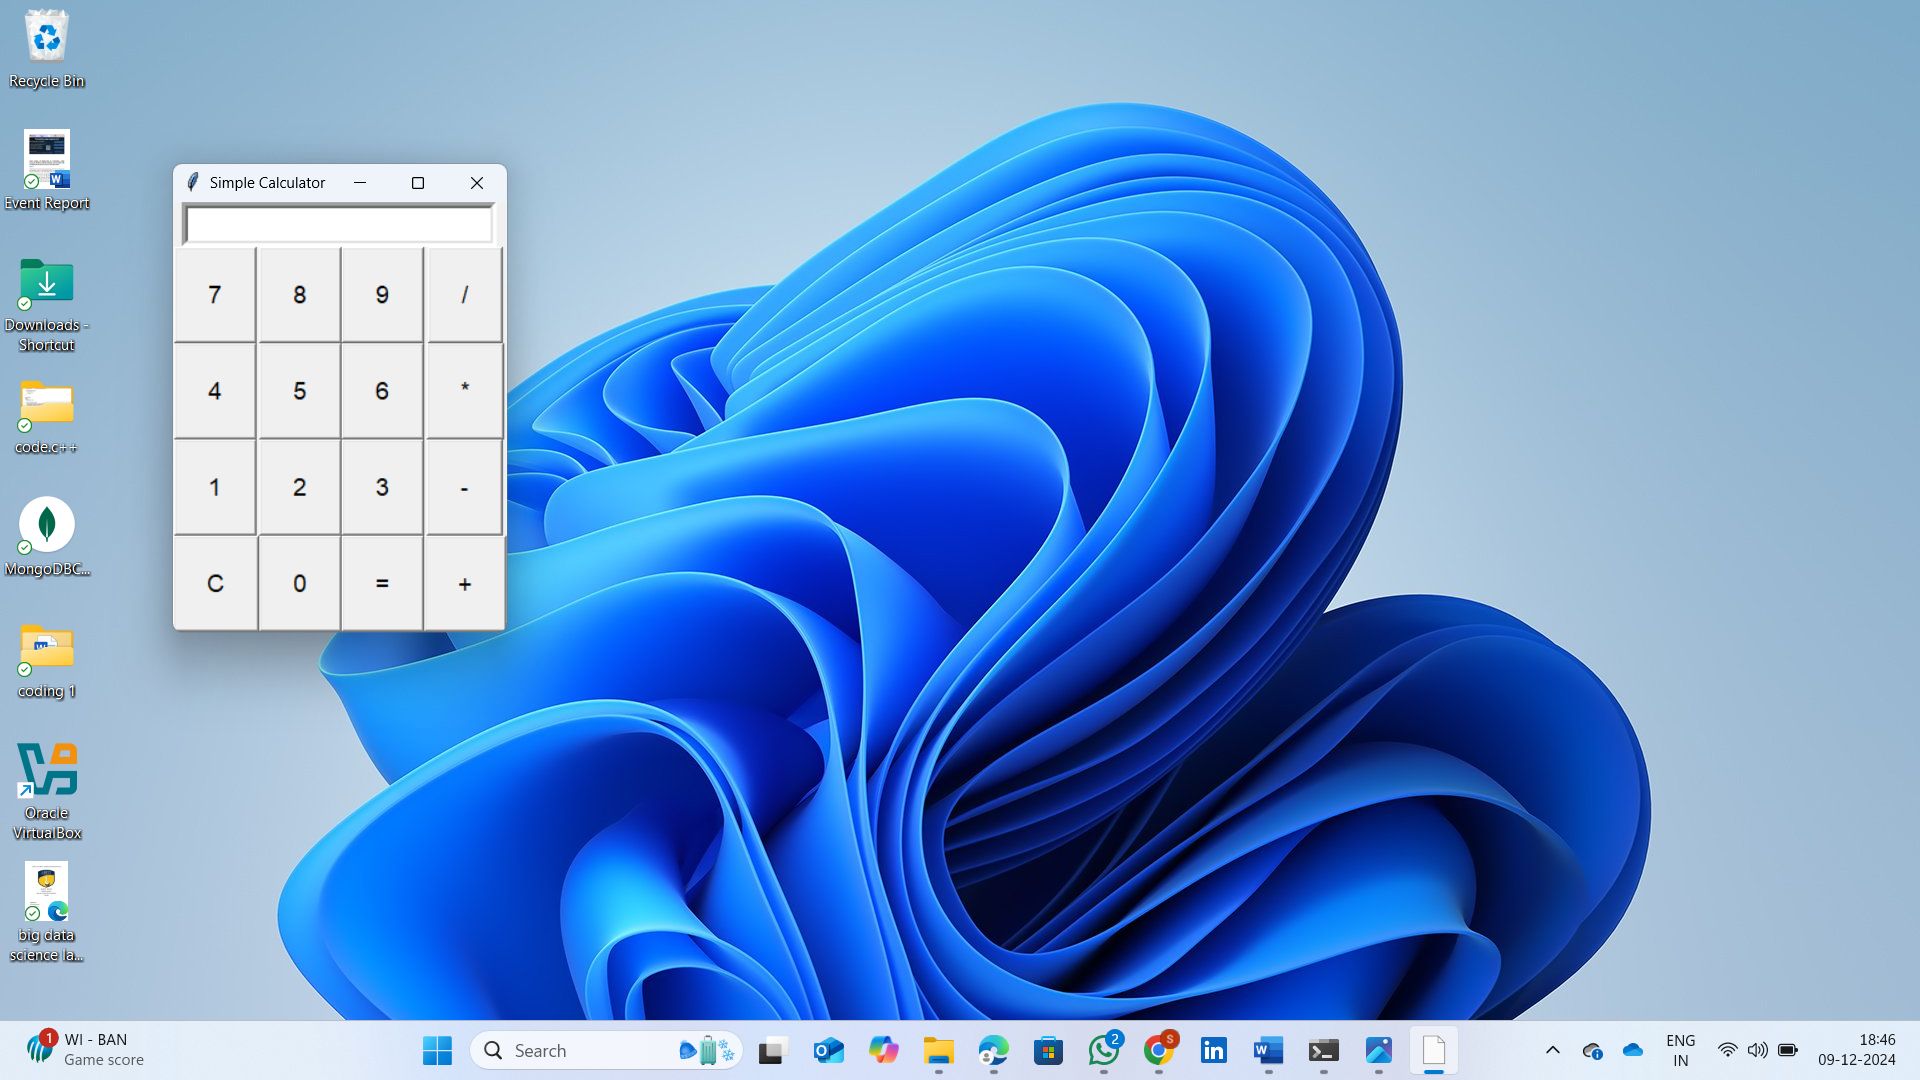 Recycle Bin
Event Report
Downloads -
Shortcut
code.c++
MongoDBC...
coding 1
Oracle
VirtualBox
big data
science la...
Simple Calculator
7 8 9 /
4 5 6 *
1 2 3 -
C 0 = +
1
WI - BAN
Game score
Search
2
S
ENG
IN
18:46
09-12-2024